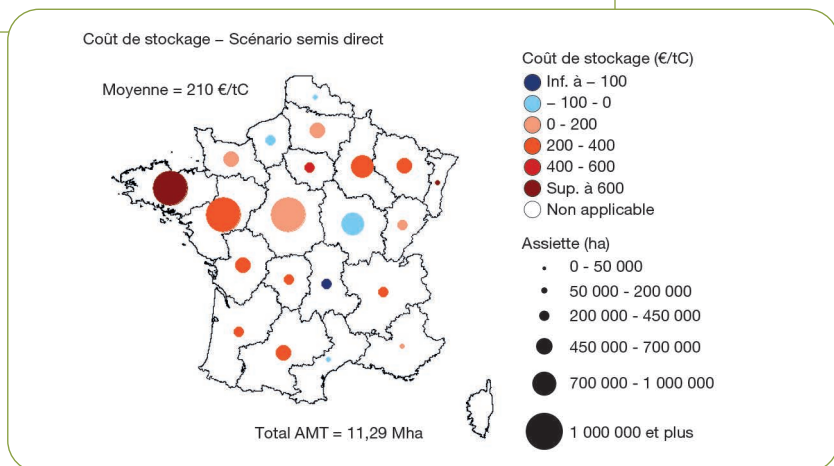 Coût de stockage – Scénario semis direct
Moyenne = 210 €/tC
Total AMT = 11,29 Mha
Coût de stockage (€/tC)
Inf. à – 100
– 100 - 0
0 - 200
200 - 400
400 - 600
Sup. à 600
Non applicable
Assiette (ha)
0 - 50 000
50 000 - 200 000
200 000 - 450 000
450 000 - 700 000
700 000 - 1 000 000
1 000 000 et plus